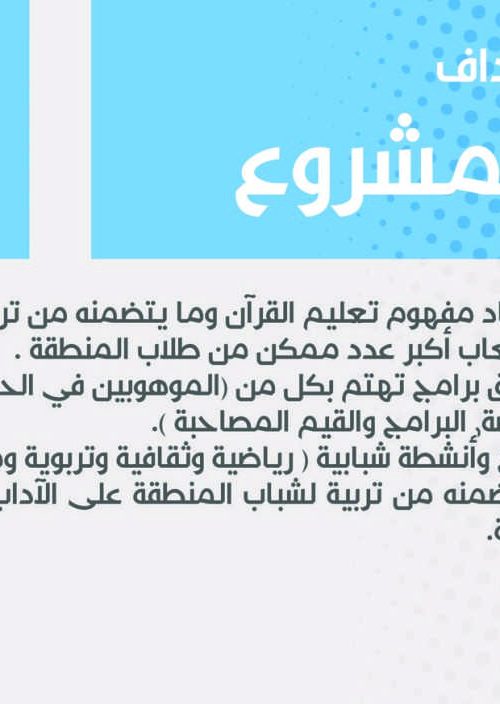 داف
مشروع
اد مفهوم تعليم القرآن وما يتضمنه من تر
عاب أكبر عدد ممكن من طلاب المنطقة .
ق برامج تهتم بكل من (الموهوبين في الح
ة, البرامج والقيم المصاحبة ).
وأنشطة شبابية ( رياضية وثقافية وتربوية و
ضمنه من تربية لشباب المنطقة على الآداب
ة.